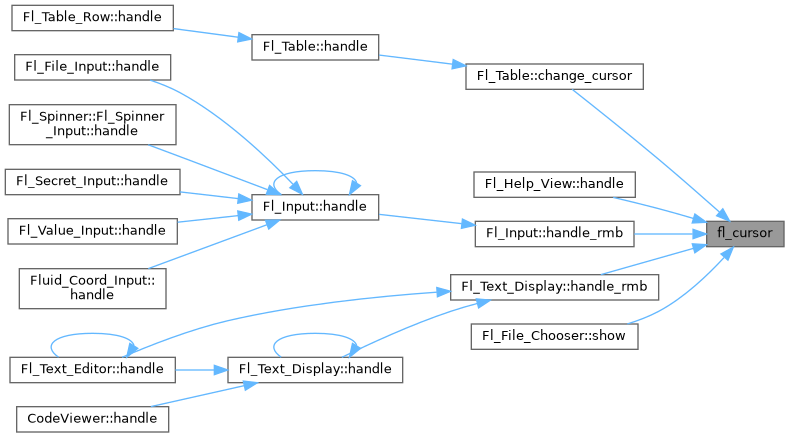 Fl_Table_Row::handle
Fl_Table::handle
Fl_File_Input::handle
Fl_Table::change_cursor
Fl_Spinner::Fl_Spinner
_Input::handle
Fl_Secret_Input::handle
Fl_Help_View::handle
Fl_Input::handle
Fl_Value_Input::handle
Fl_Input::handle_rmb
fl_cursor
Fluid_Coord_Input::
handle
Fl_Text_Display::handle_rmb
Fl_File_Chooser::show
Fl_Text_Editor::handle
Fl_Text_Display::handle
CodeViewer::handle